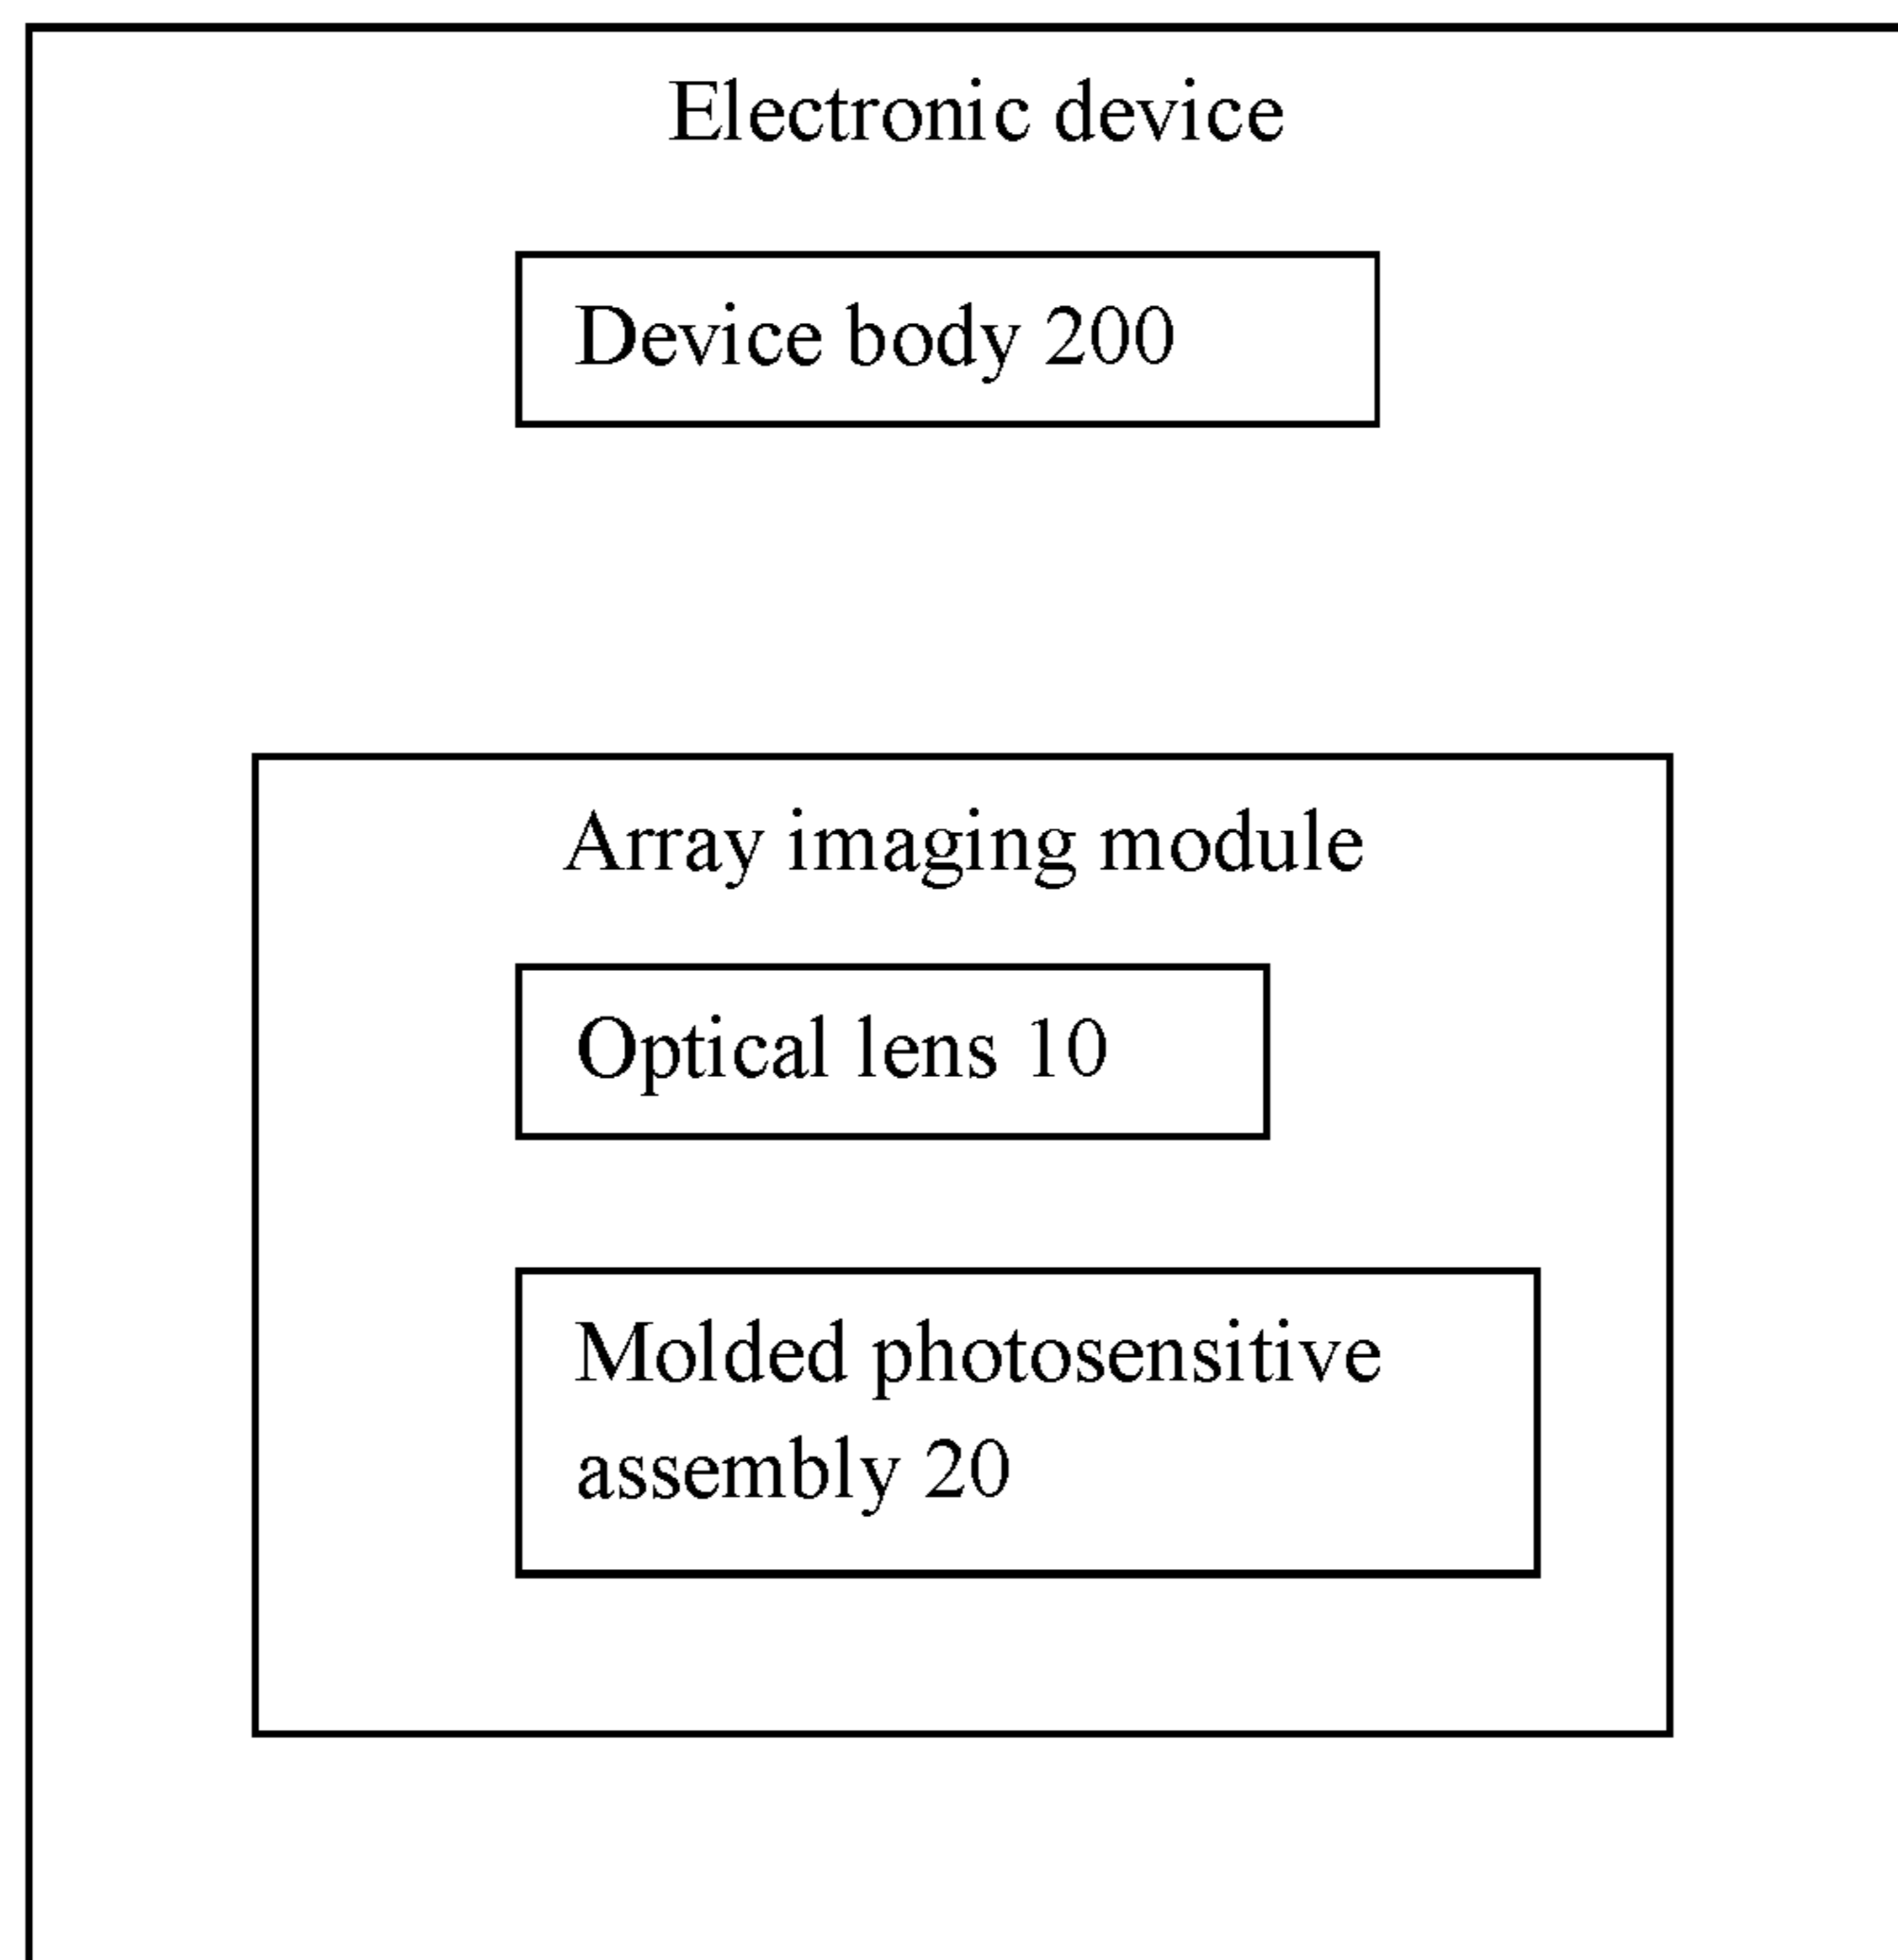 Electronic device
Device body 200
Array imaging module
Optical lens 10
Molded photosensitive
assembly 20